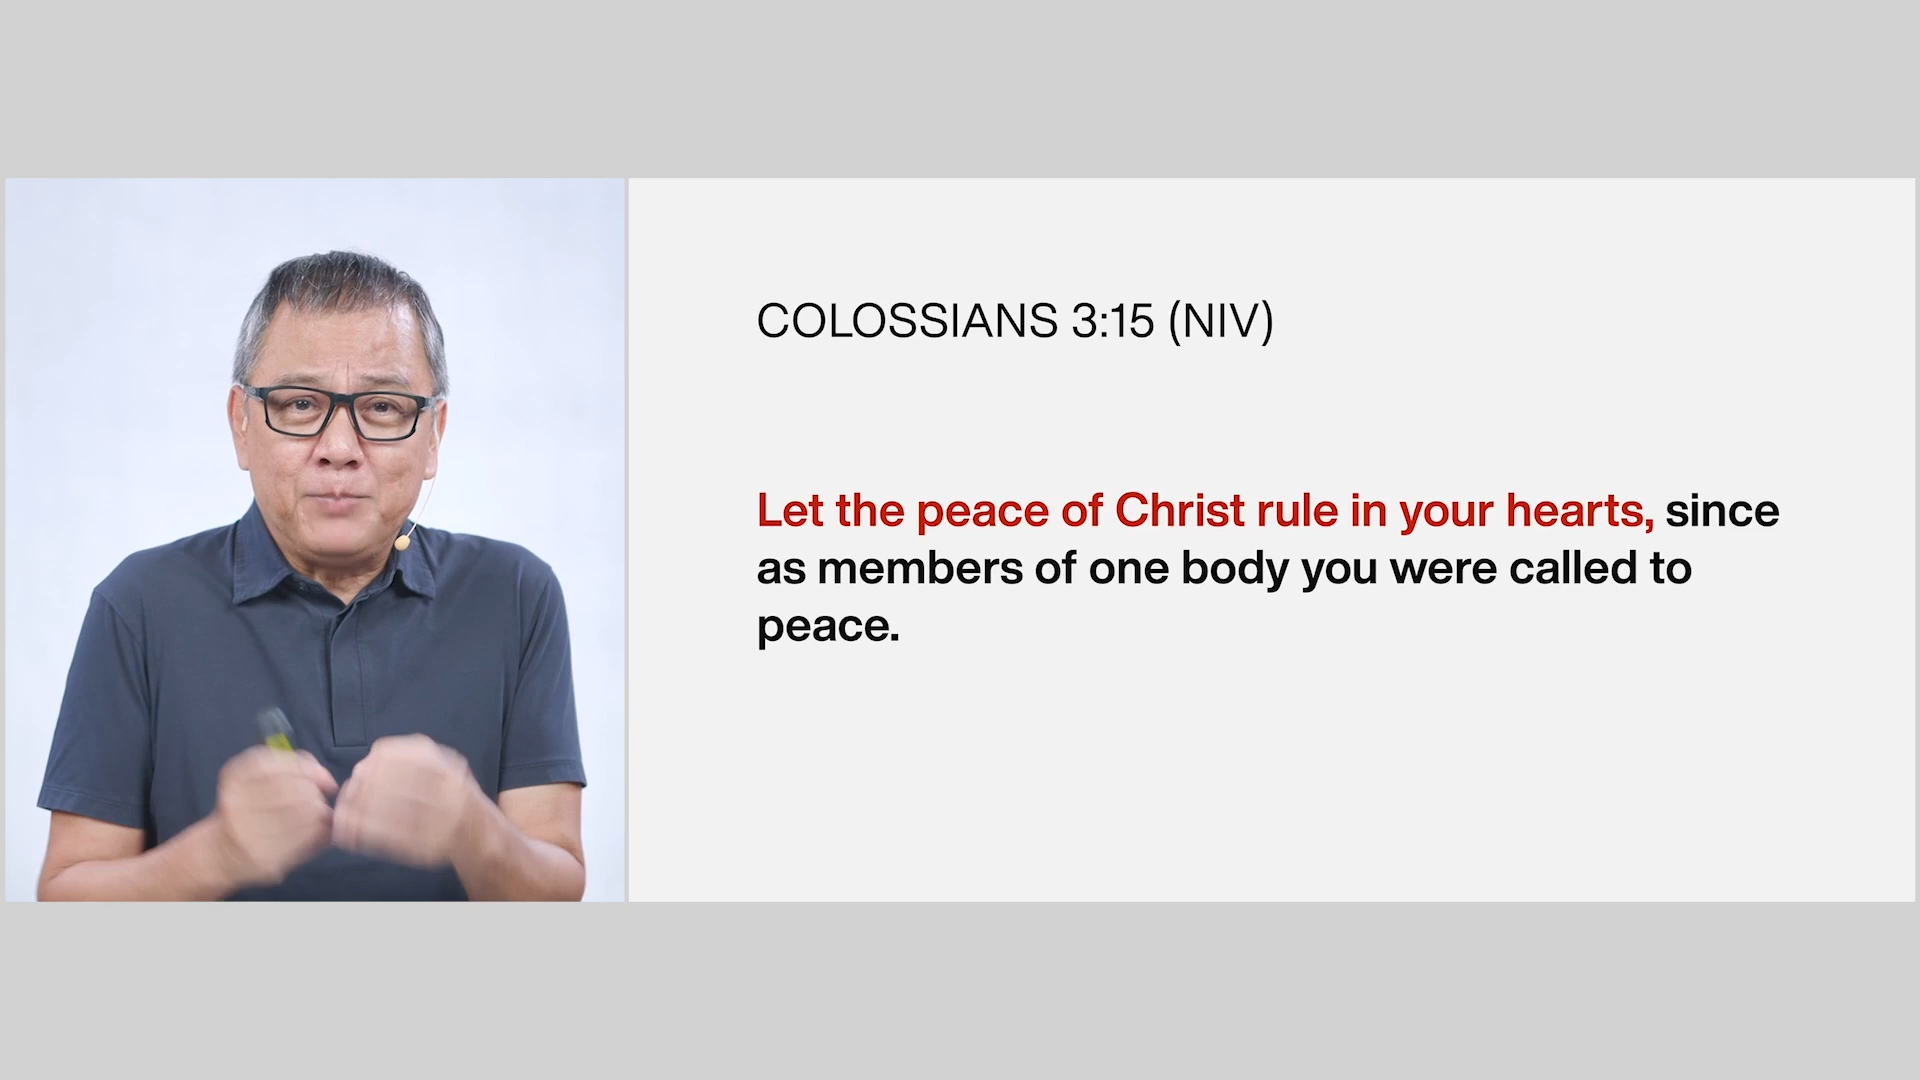 COLOSSIANS 3:15 (NIV)
Let the peace of Christ rule in your hearts, since
as members of one body you were called to
peace.